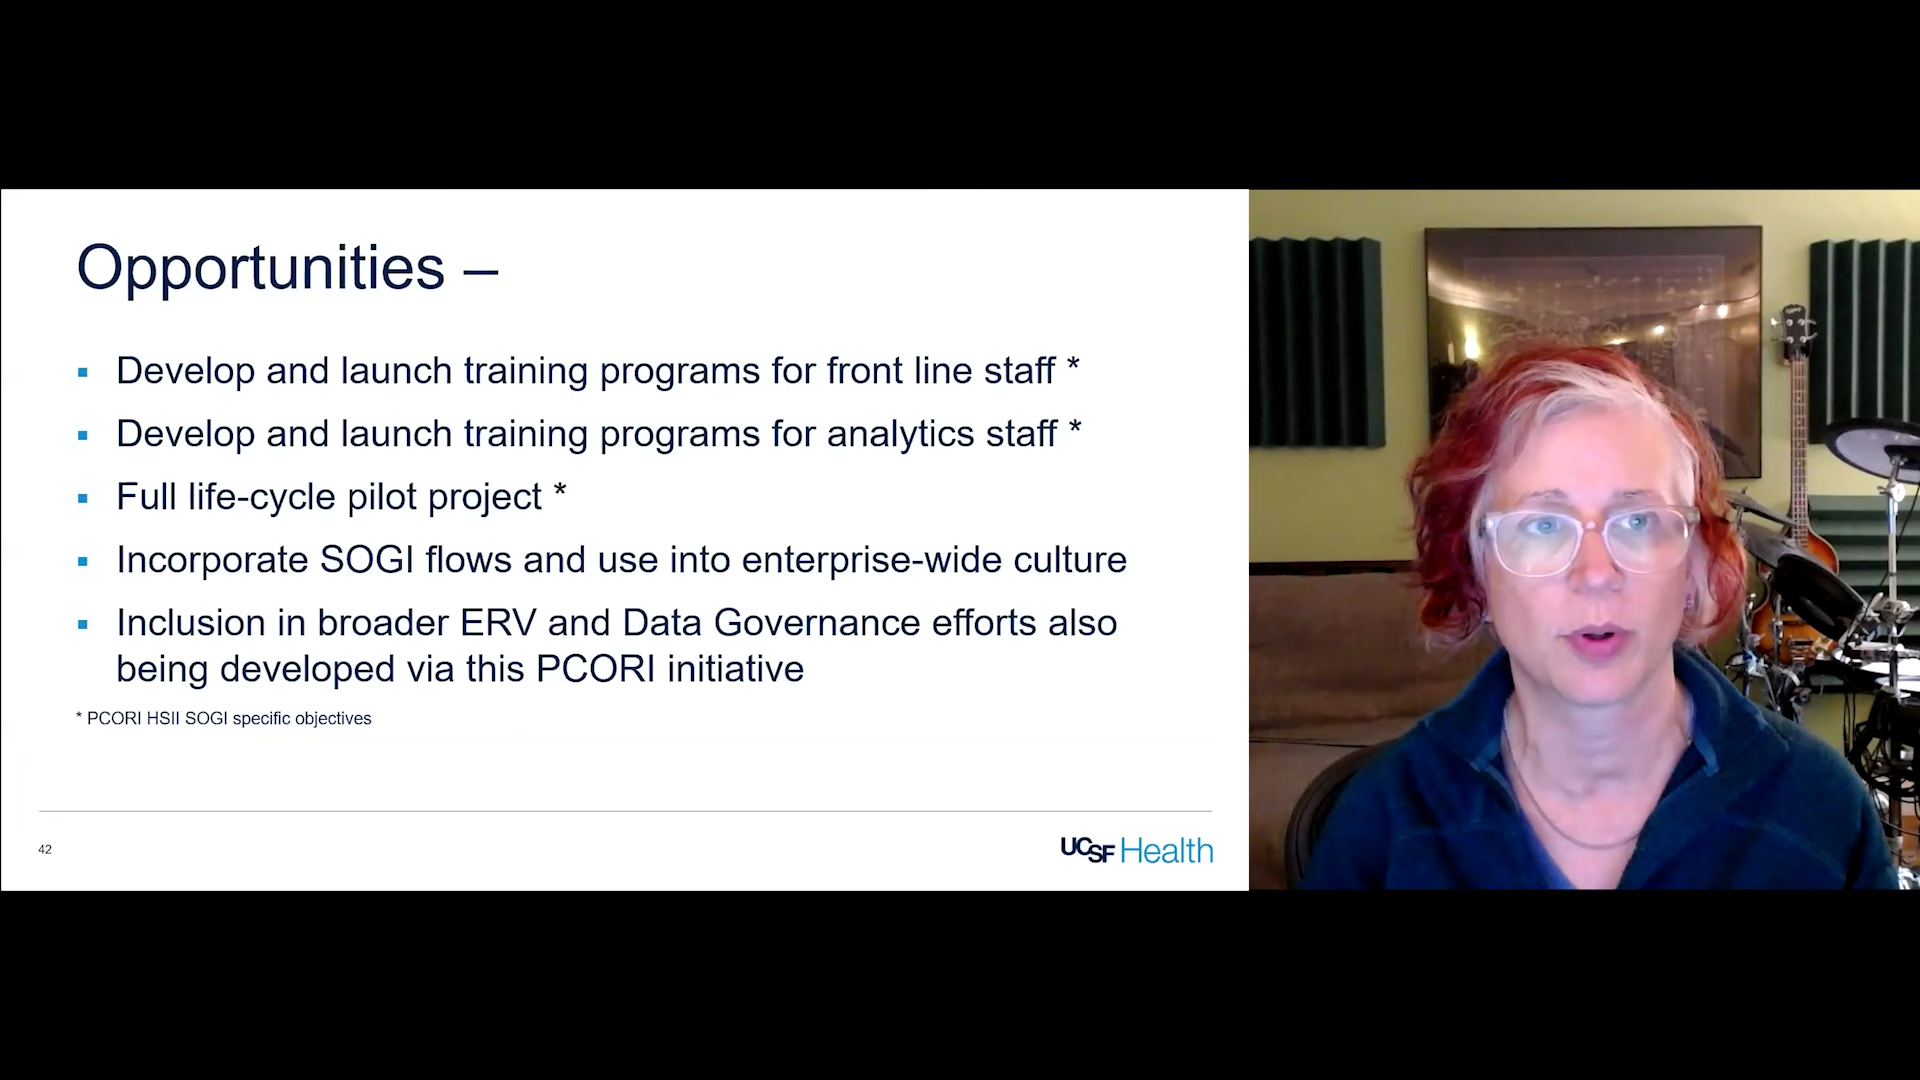 Opportunities –
▪ Develop and launch training programs for front line staff *
▪ Develop and launch training programs for analytics staff *
▪ Full life-cycle pilot project *
▪ Incorporate SOGI flows and use into enterprise-wide culture
▪ Inclusion in broader ERV and Data Governance efforts also
being developed via this PCORI initiative
* PCORI HSII SOGI specific objectives
42
UCSF Health